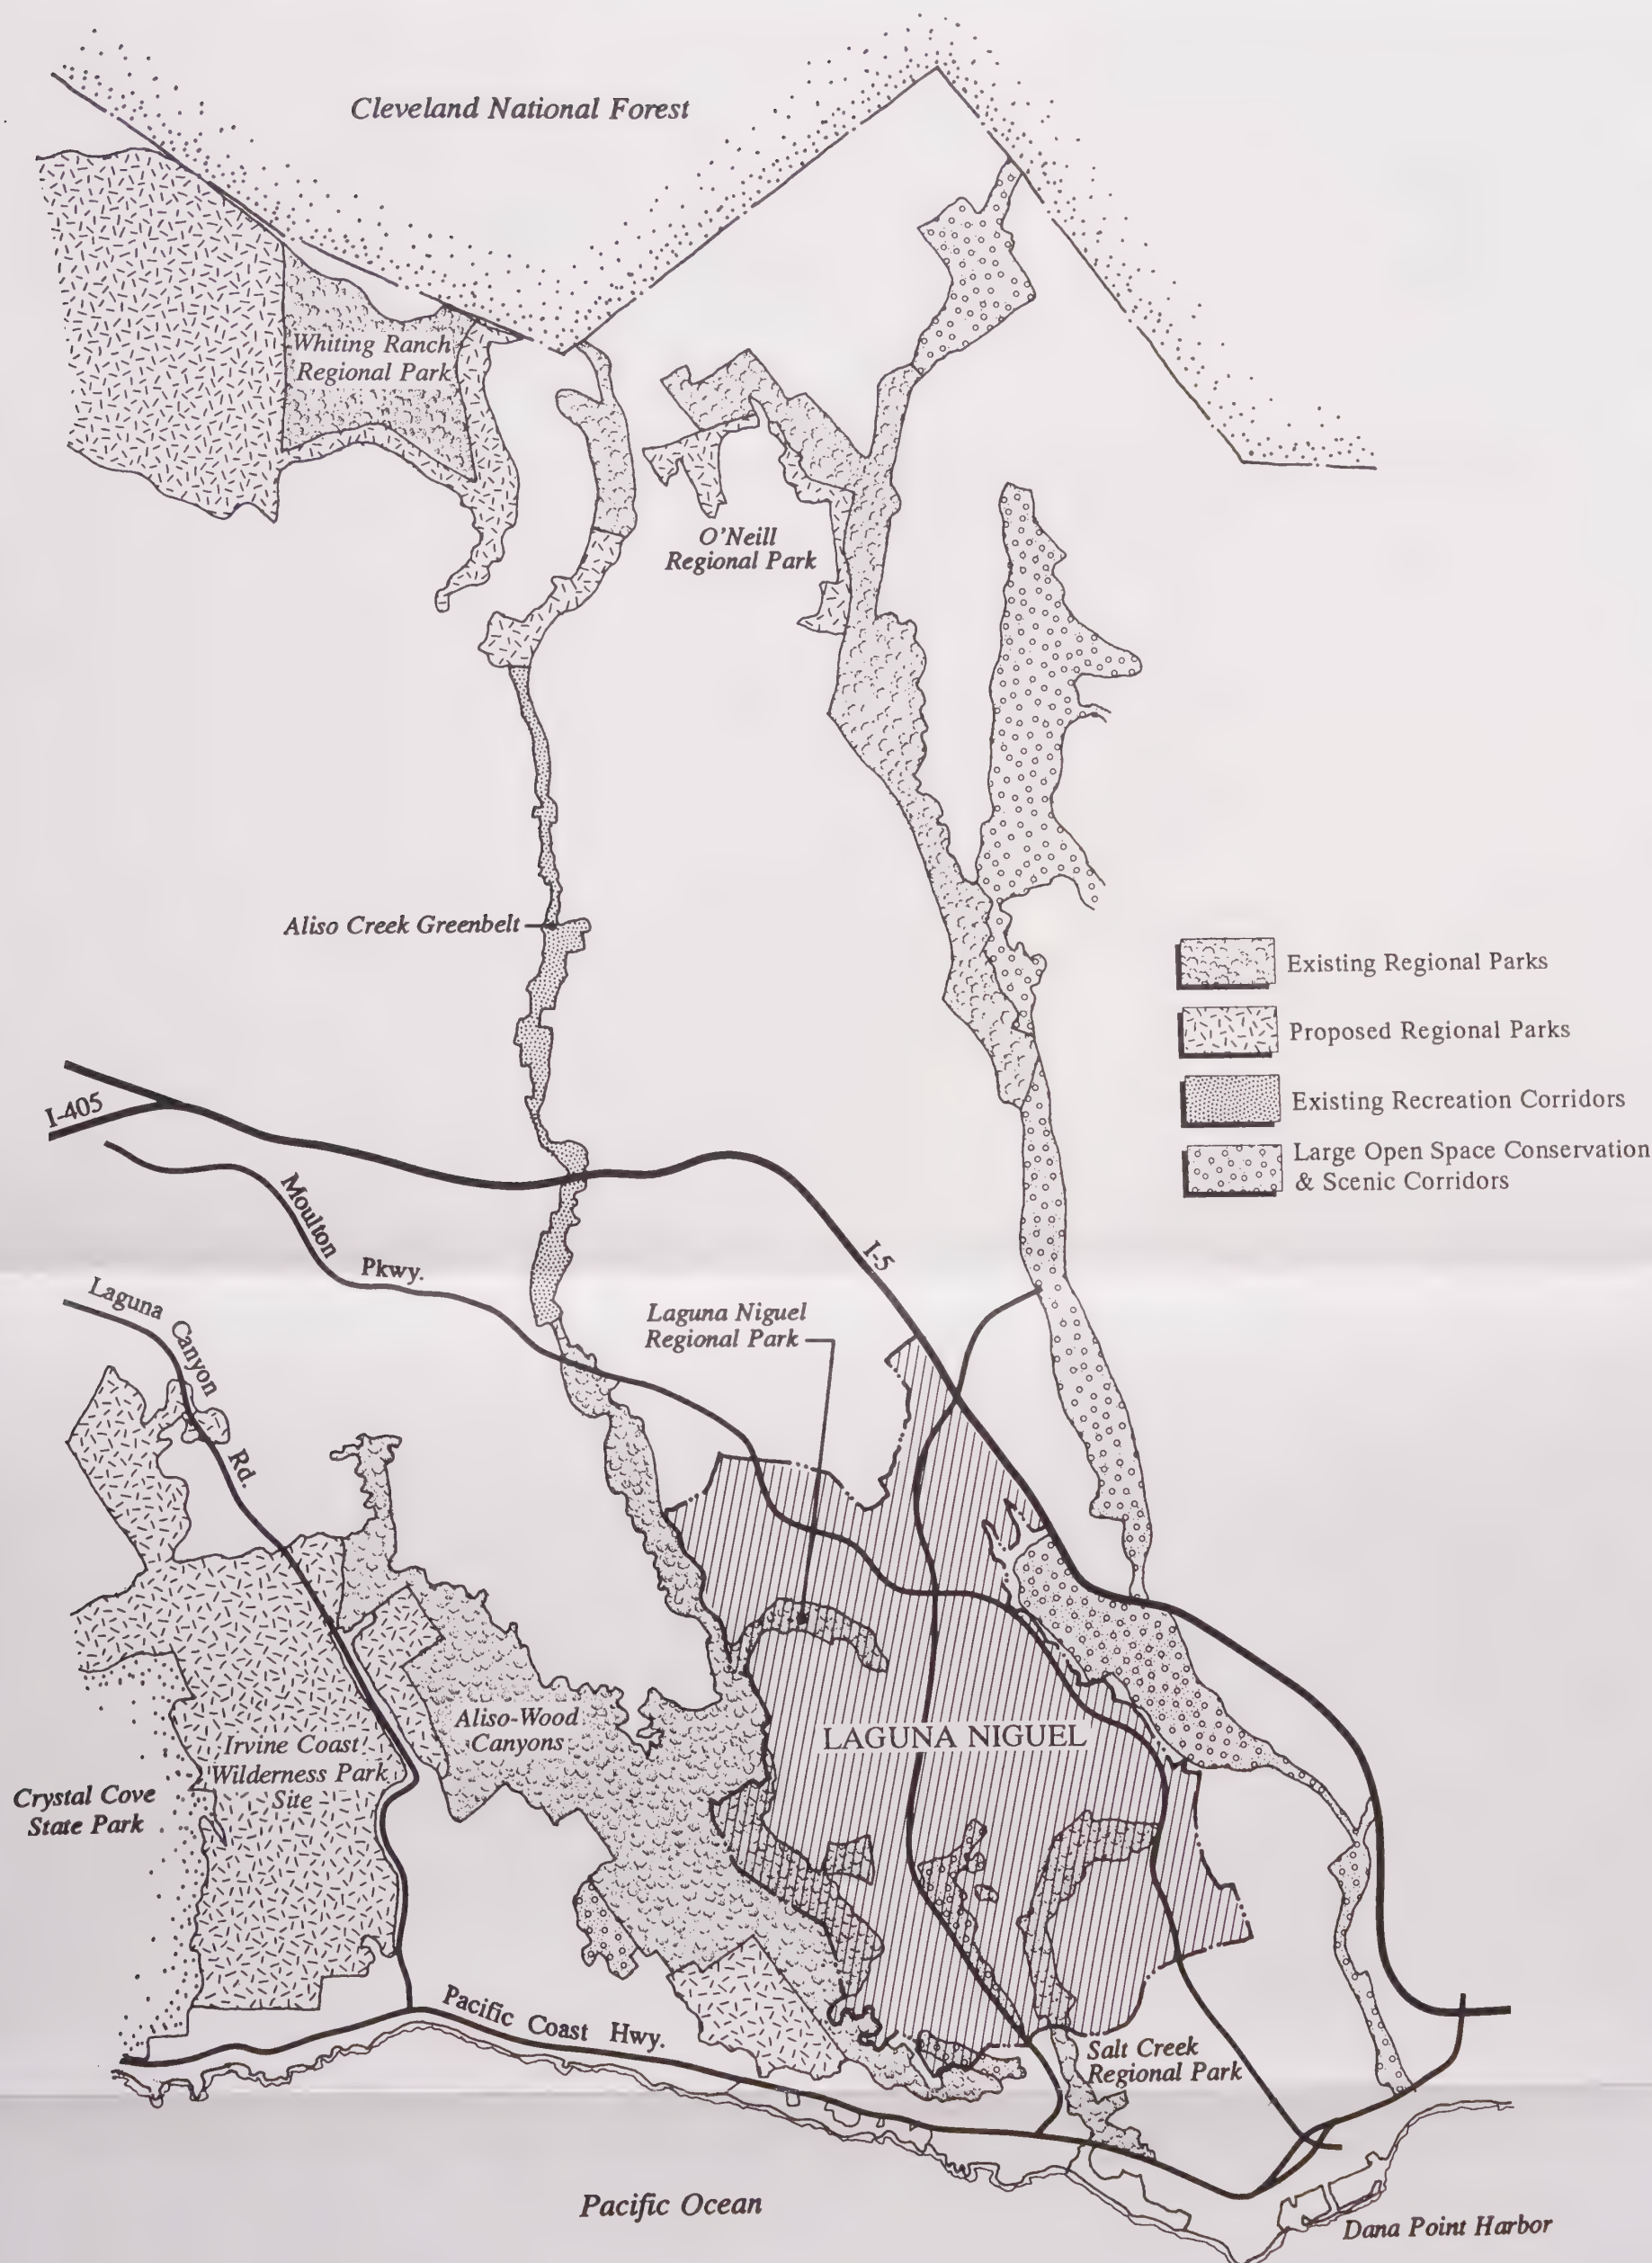 Cleveland National Forest
Whiting Ranch
Regional Park
O'Neill
Regional Park
Aliso Creek Greenbelt
Existing Regional Parks
Proposed Regional Parks
Existing Recreation Corridors
Large Open Space Conservation
& Scenic Corridors
I-405
Moulton Pkwy.
I-5
Laguna Canyon Rd.
Laguna Niguel
Regional Park
Aliso-Wood
Canyons
LAGUNA NIGUEL
Irvine Coast
Wilderness Park
Site
Crystal Cove
State Park
Pacific Coast Hwy.
Salt Creek
Regional Park
Pacific Ocean
Dana Point Harbor